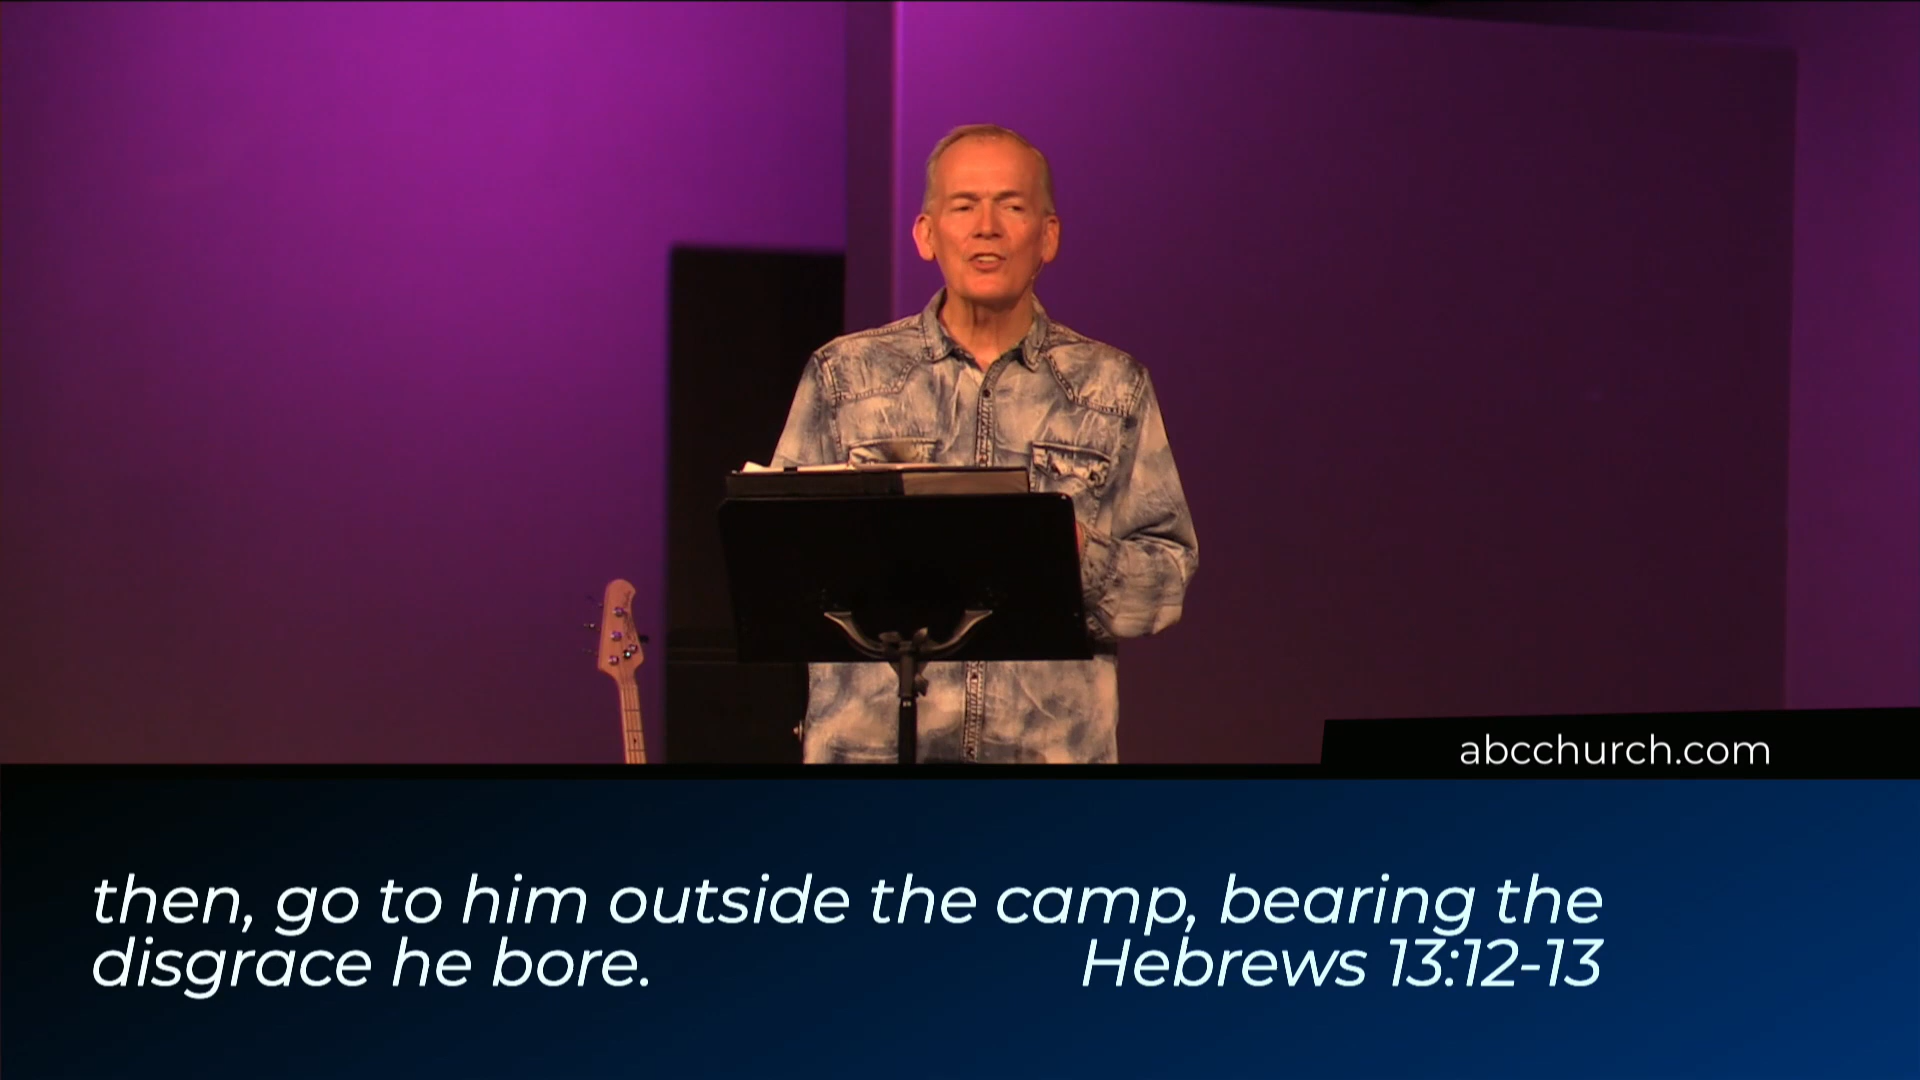 abcchurch.com
then, go to him outside the camp, bearing the
disgrace he bore. Hebrews 13:12-13